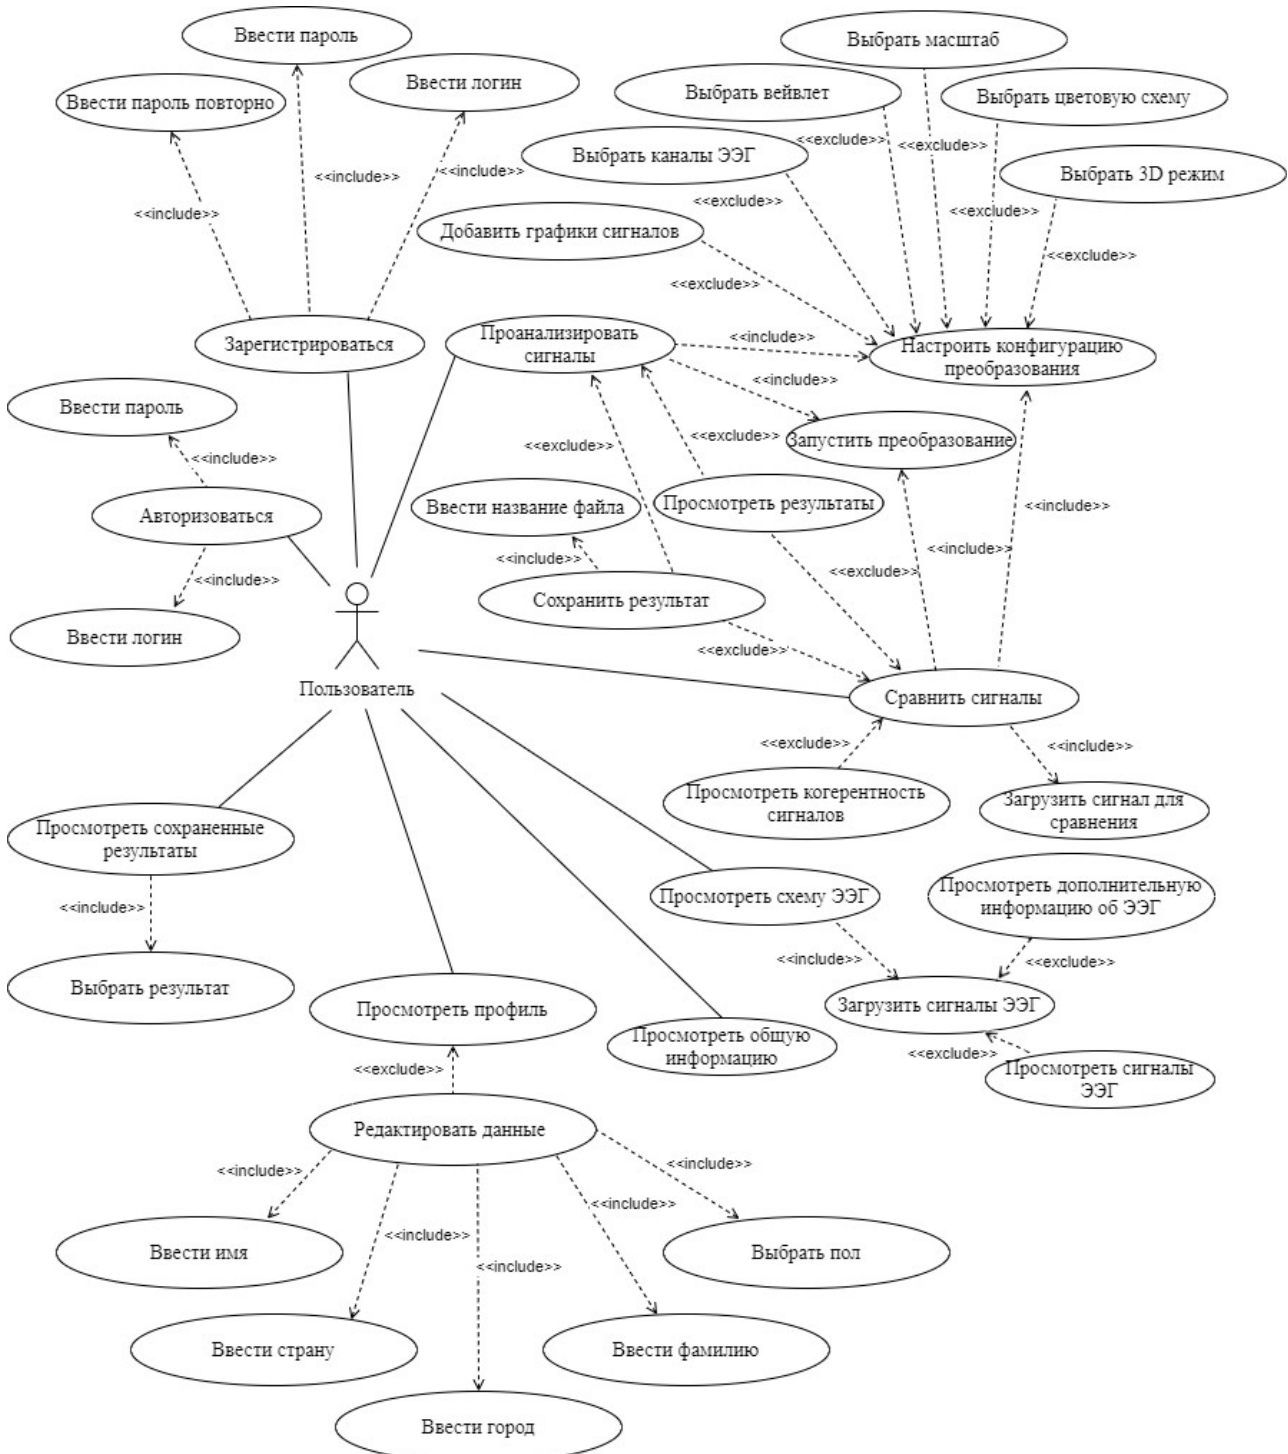 Ввести пароль
Выбрать масштаб
Ввести логин
Ввести пароль повторно
Выбрать вейвлет
Выбрать цветовую схему
<<exclude>>
<<exclude>>
Выбрать каналы ЭЭГ
Выбрать 3D режим
<<include>>
<<include>>
<<exclude>>
<<include>>
<<exclude>>
Добавить графики сигналов
<<exclude>>
<<exclude>>
Зарегистрироваться
Проанализировать
сигналы
<<include>>
Настроить конфигурацию
преобразования
<<include>>
Ввести пароль
<<exclude>>
<<exclude>>
Запустить преобразование
<<include>>
Авторизоваться
Ввести название файла
Просмотреть результаты
<<include>>
<<include>>
<<include>>
<<exclude>>
<<include>>
Сохранить результат
Ввести логин
<<exclude>>
Пользователь
Сравнить сигналы
<<exclude>>
<<include>>
Просмотреть когерентность
сигналов
Загрузить сигнал для
сравнения
Просмотреть сохраненные
результаты
<<include>>
Просмотреть схему ЭЭГ
Просмотреть дополнительную
информацию об ЭЭГ
<<include>>
<<exclude>>
Выбрать результат
Просмотреть профиль
Загрузить сигналы ЭЭГ
Просмотреть общую
информацию
<<exclude>>
<<exclude>>
Просмотреть сигналы
ЭЭГ
Редактировать данные
<<include>>
<<include>>
<<include>>
<<include>>
<<include>>
Ввести имя
Выбрать пол
Ввести страну
Ввести фамилию
Ввести город